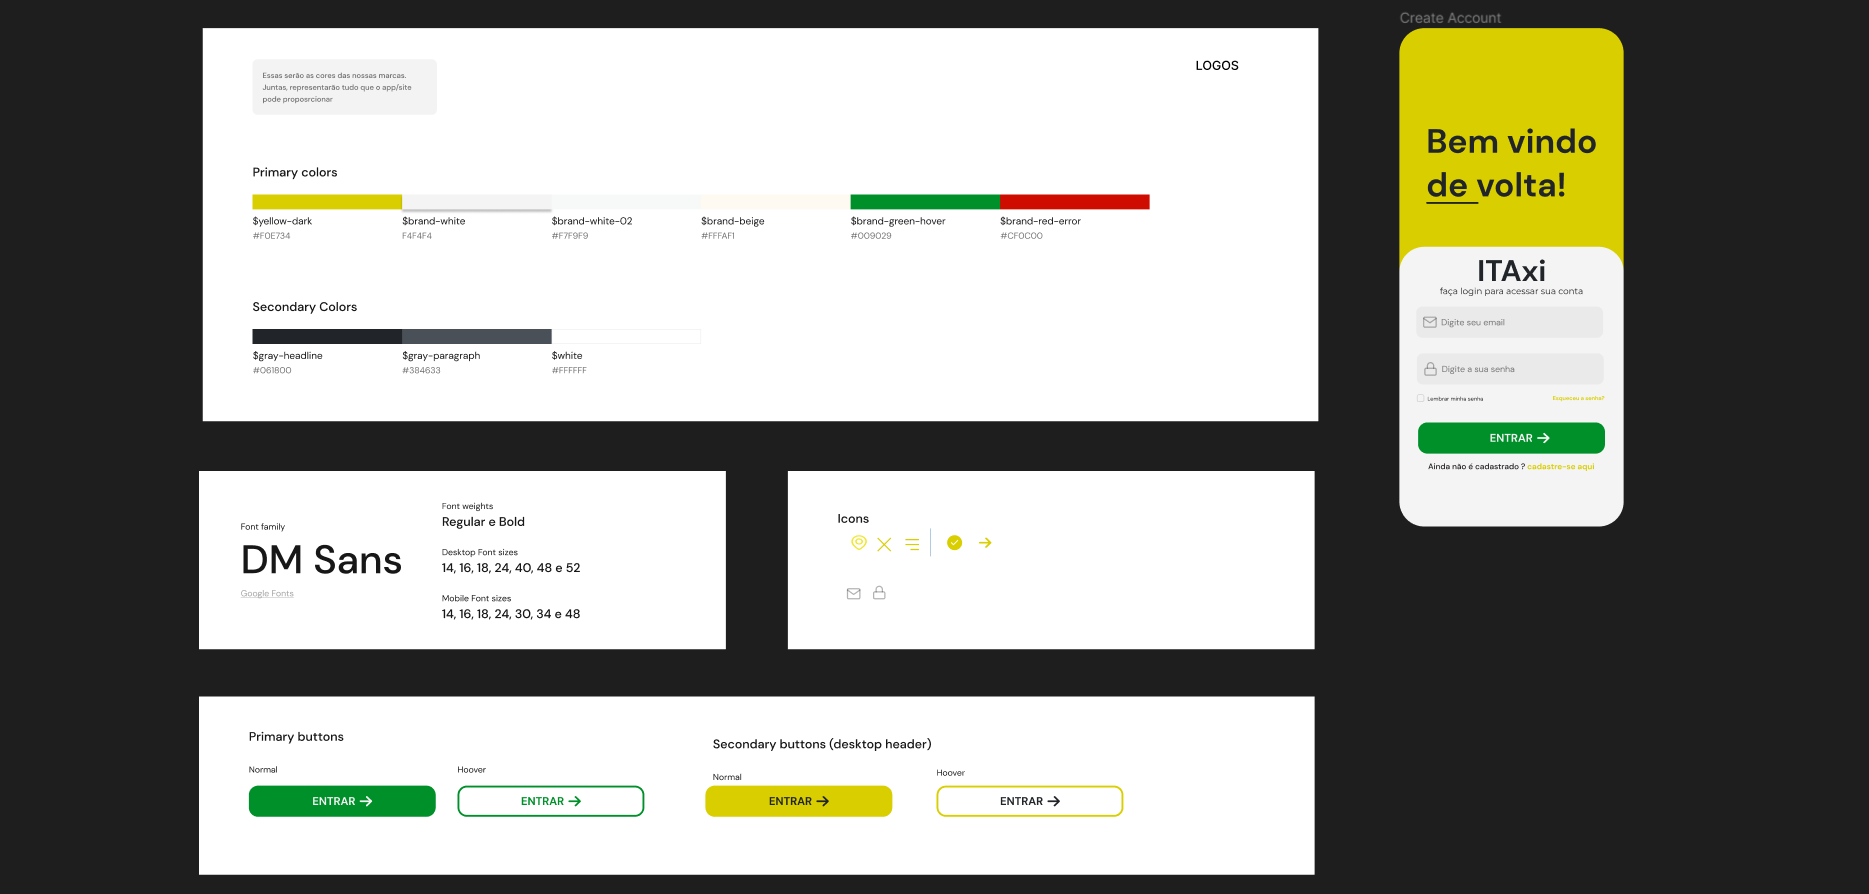 Create Account
Essas serão as cores das nossas marcas.
Juntas, representarão tudo que o app/site
pode proposrcionar
LOGOS
Primary colors
$yellow-dark
#F0E734
$brand-white
F4F4F4
$brand-white-02
#F7F9F9
$brand-beige
#FFFAF1
$brand-green-hover
#009029
$brand-red-error
#CF0C00
Secondary Colors
$gray-headline
#061800
$gray-paragraph
#384633
$white
#FFFFFF
Bem vindo
de volta!
ITAxi
faça login para acessar sua conta
Digite seu email
Digite a sua senha
Lembrar minha senha
Esqueceu a senha?
ENTRAR
Ainda não é cadastrado ? cadastre-se aqui
Font family
DM Sans
Google Fonts
Font weights
Regular e Bold
Desktop Font sizes
14, 16, 18, 24, 40, 48 e 52
Mobile Font sizes
14, 16, 18, 24, 30, 34 e 48
Icons
Primary buttons
Normal
ENTRAR
Hoover
ENTRAR
Secondary buttons (desktop header)
Normal
ENTRAR
Hoover
ENTRAR